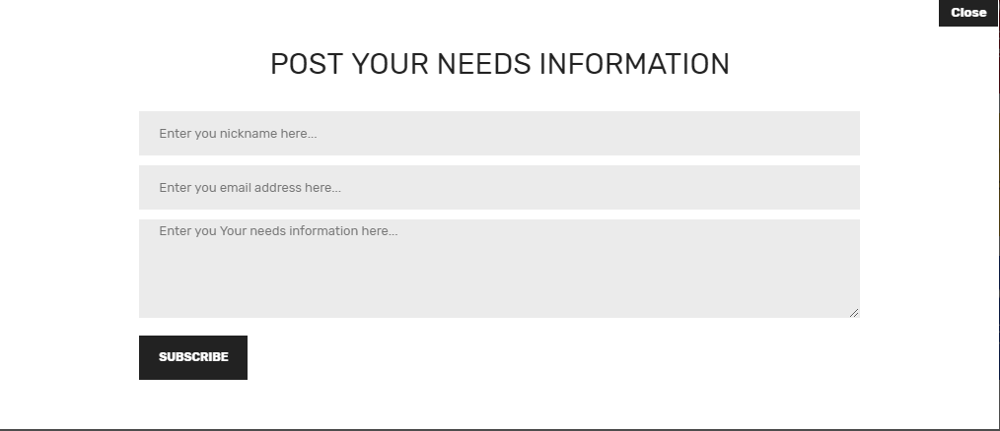 Close
POST YOUR NEEDS INFORMATION
Enter you nickname here...
Enter you email address here...
Enter you Your needs information here...
SUBSCRIBE